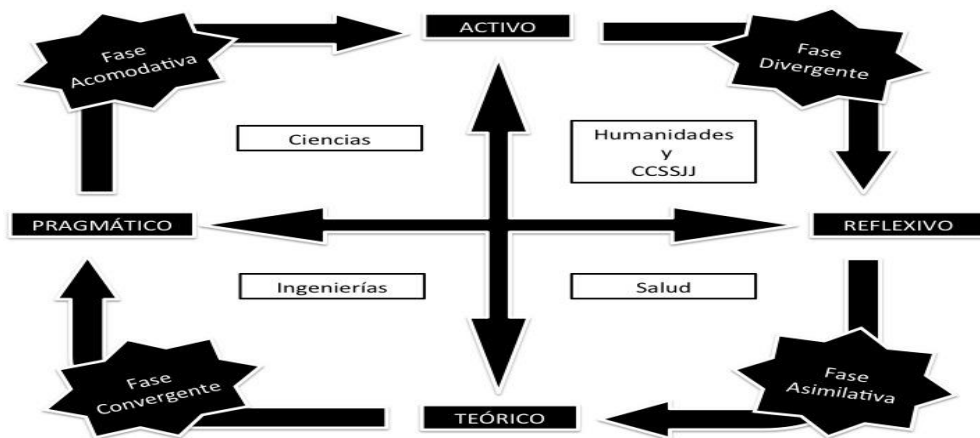 ACTIVO
Fase
Acomodativa
Fase
Divergente
Ciencias
Humanidades
y
CCSSJJ
PRAGMÁTICO
REFLEXIVO
Ingenierías
Salud
Fase
Convergente
Fase
Asimilativa
TEÓRICO